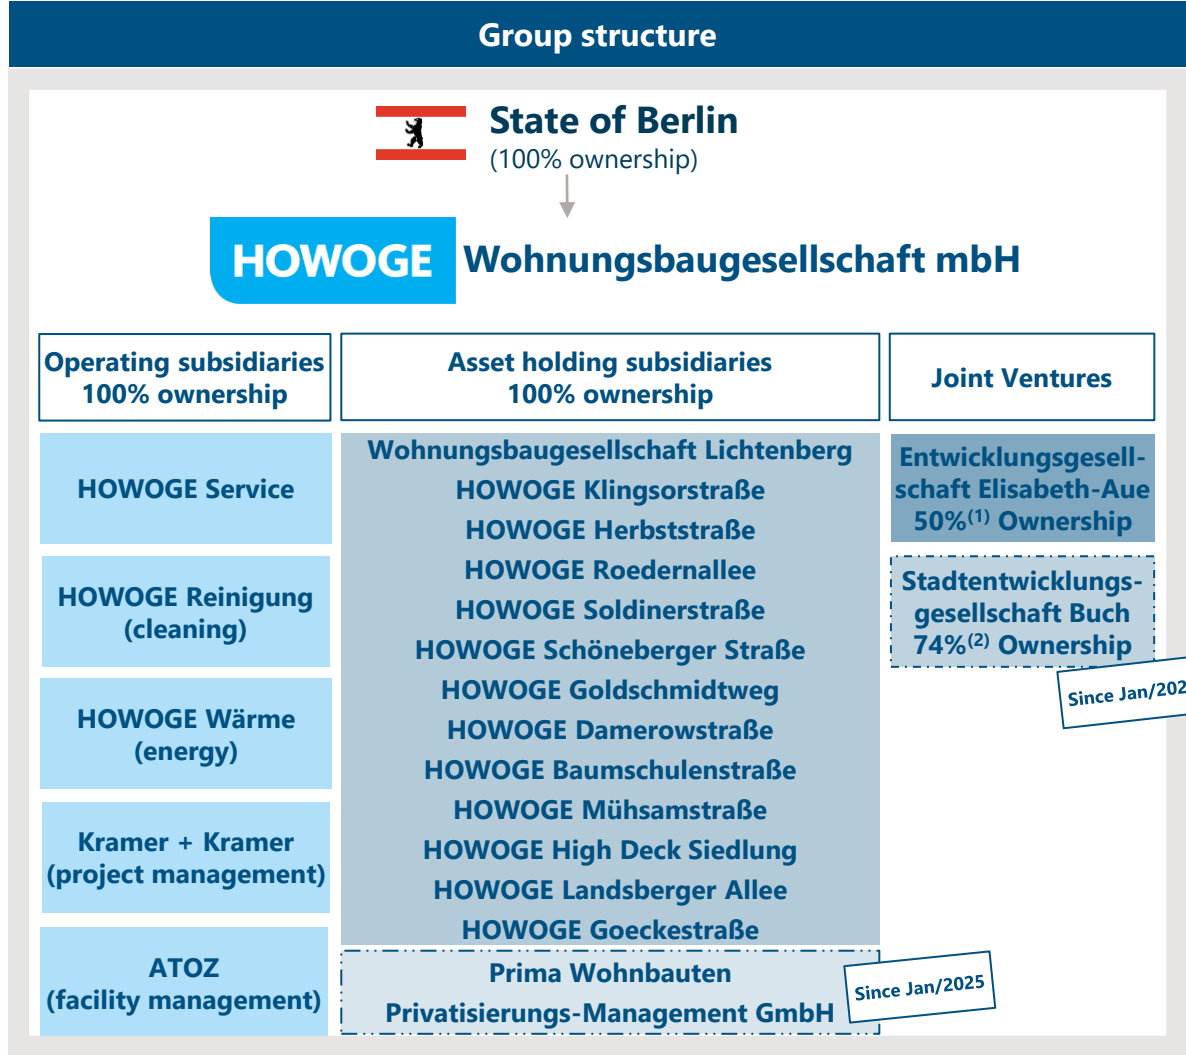 Group structure
State of Berlin
(100% ownership)
HOWOGE Wohnungsbaugesellschaft mbH
Operating subsidiaries
100% ownership
HOWOGE Service
HOWOGE Reinigung
(cleaning)
HOWOGE Wärme
(energy)
Kramer + Kramer
(project management)
ATOZ
(facility management)
Asset holding subsidiaries
100% ownership
Wohnungsbaugesellschaft Lichtenberg
HOWOGE Klingsorstraße
HOWOGE Herbststraße
HOWOGE Roedernallee
HOWOGE Soldinerstraße
HOWOGE Schöneberger Straße
HOWOGE Goldschmidtweg
HOWOGE Damerowstraße
HOWOGE Baumschulenstraße
HOWOGE Mühsamstraße
HOWOGE High Deck Siedlung
HOWOGE Landsberger Allee
HOWOGE Goeckestraße
Prima Wohnbauten
Privatisierungs-Management GmbH
Since Jan/2025
Joint Ventures
Entwicklungsgesell-
schaft Elisabeth-Aue
50%(1) Ownership
Stadtentwicklungs-
gesellschaft Buch
74%(2) Ownership
Since Jan/202